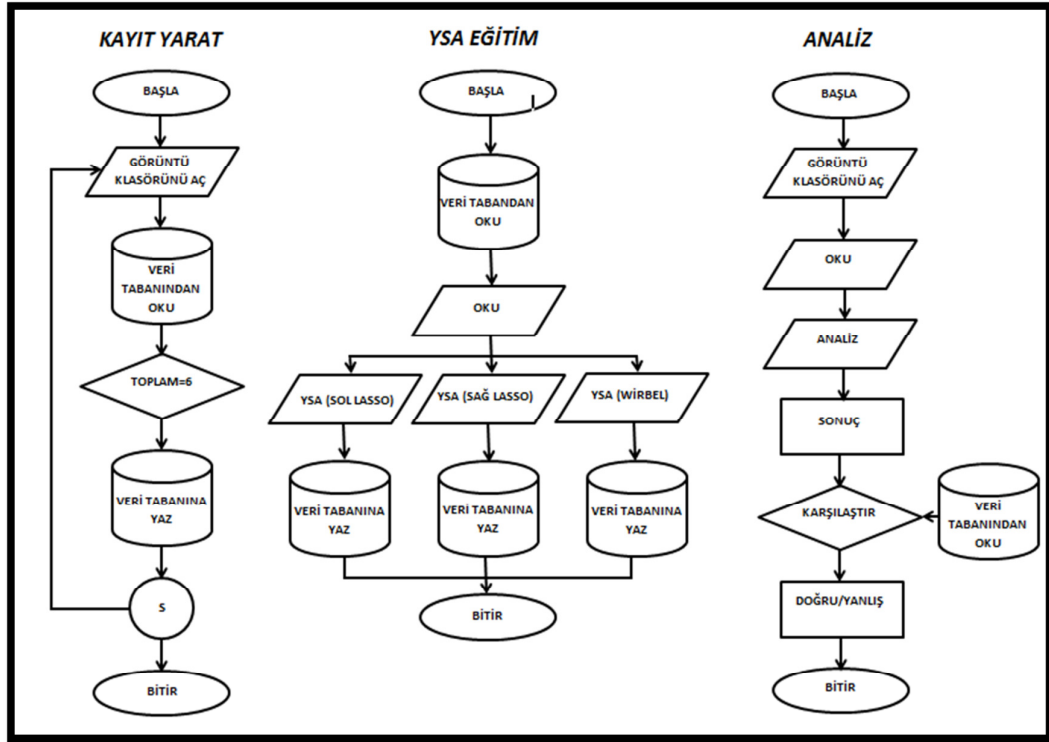 KAYIT YARAT
BAŞLA
GÖRÜNTÜ
KLASÖRÜNÜ AÇ
VERİ
TABANINDAN
OKU
TOPLAM=6
VERİ TABANINA
YAZ
S
BİTİR
YSA EĞİTİM
BAŞLA
VERİ TABANDAN
OKU
OKU
YSA (SOL LASSO)
YSA (SAĞ LASSO)
YSA (WİRBEL)
VERİ TABANINA
YAZ
VERİ TABANINA
YAZ
VERİ TABANINA
YAZ
BİTİR
ANALİZ
BAŞLA
GÖRÜNTÜ
KLASÖRÜNÜ AÇ
OKU
ANALİZ
SONUÇ
KARŞILAŞTIR
VERİ
TABANINDAN
OKU
DOĞRU/YANLIŞ
BİTİR